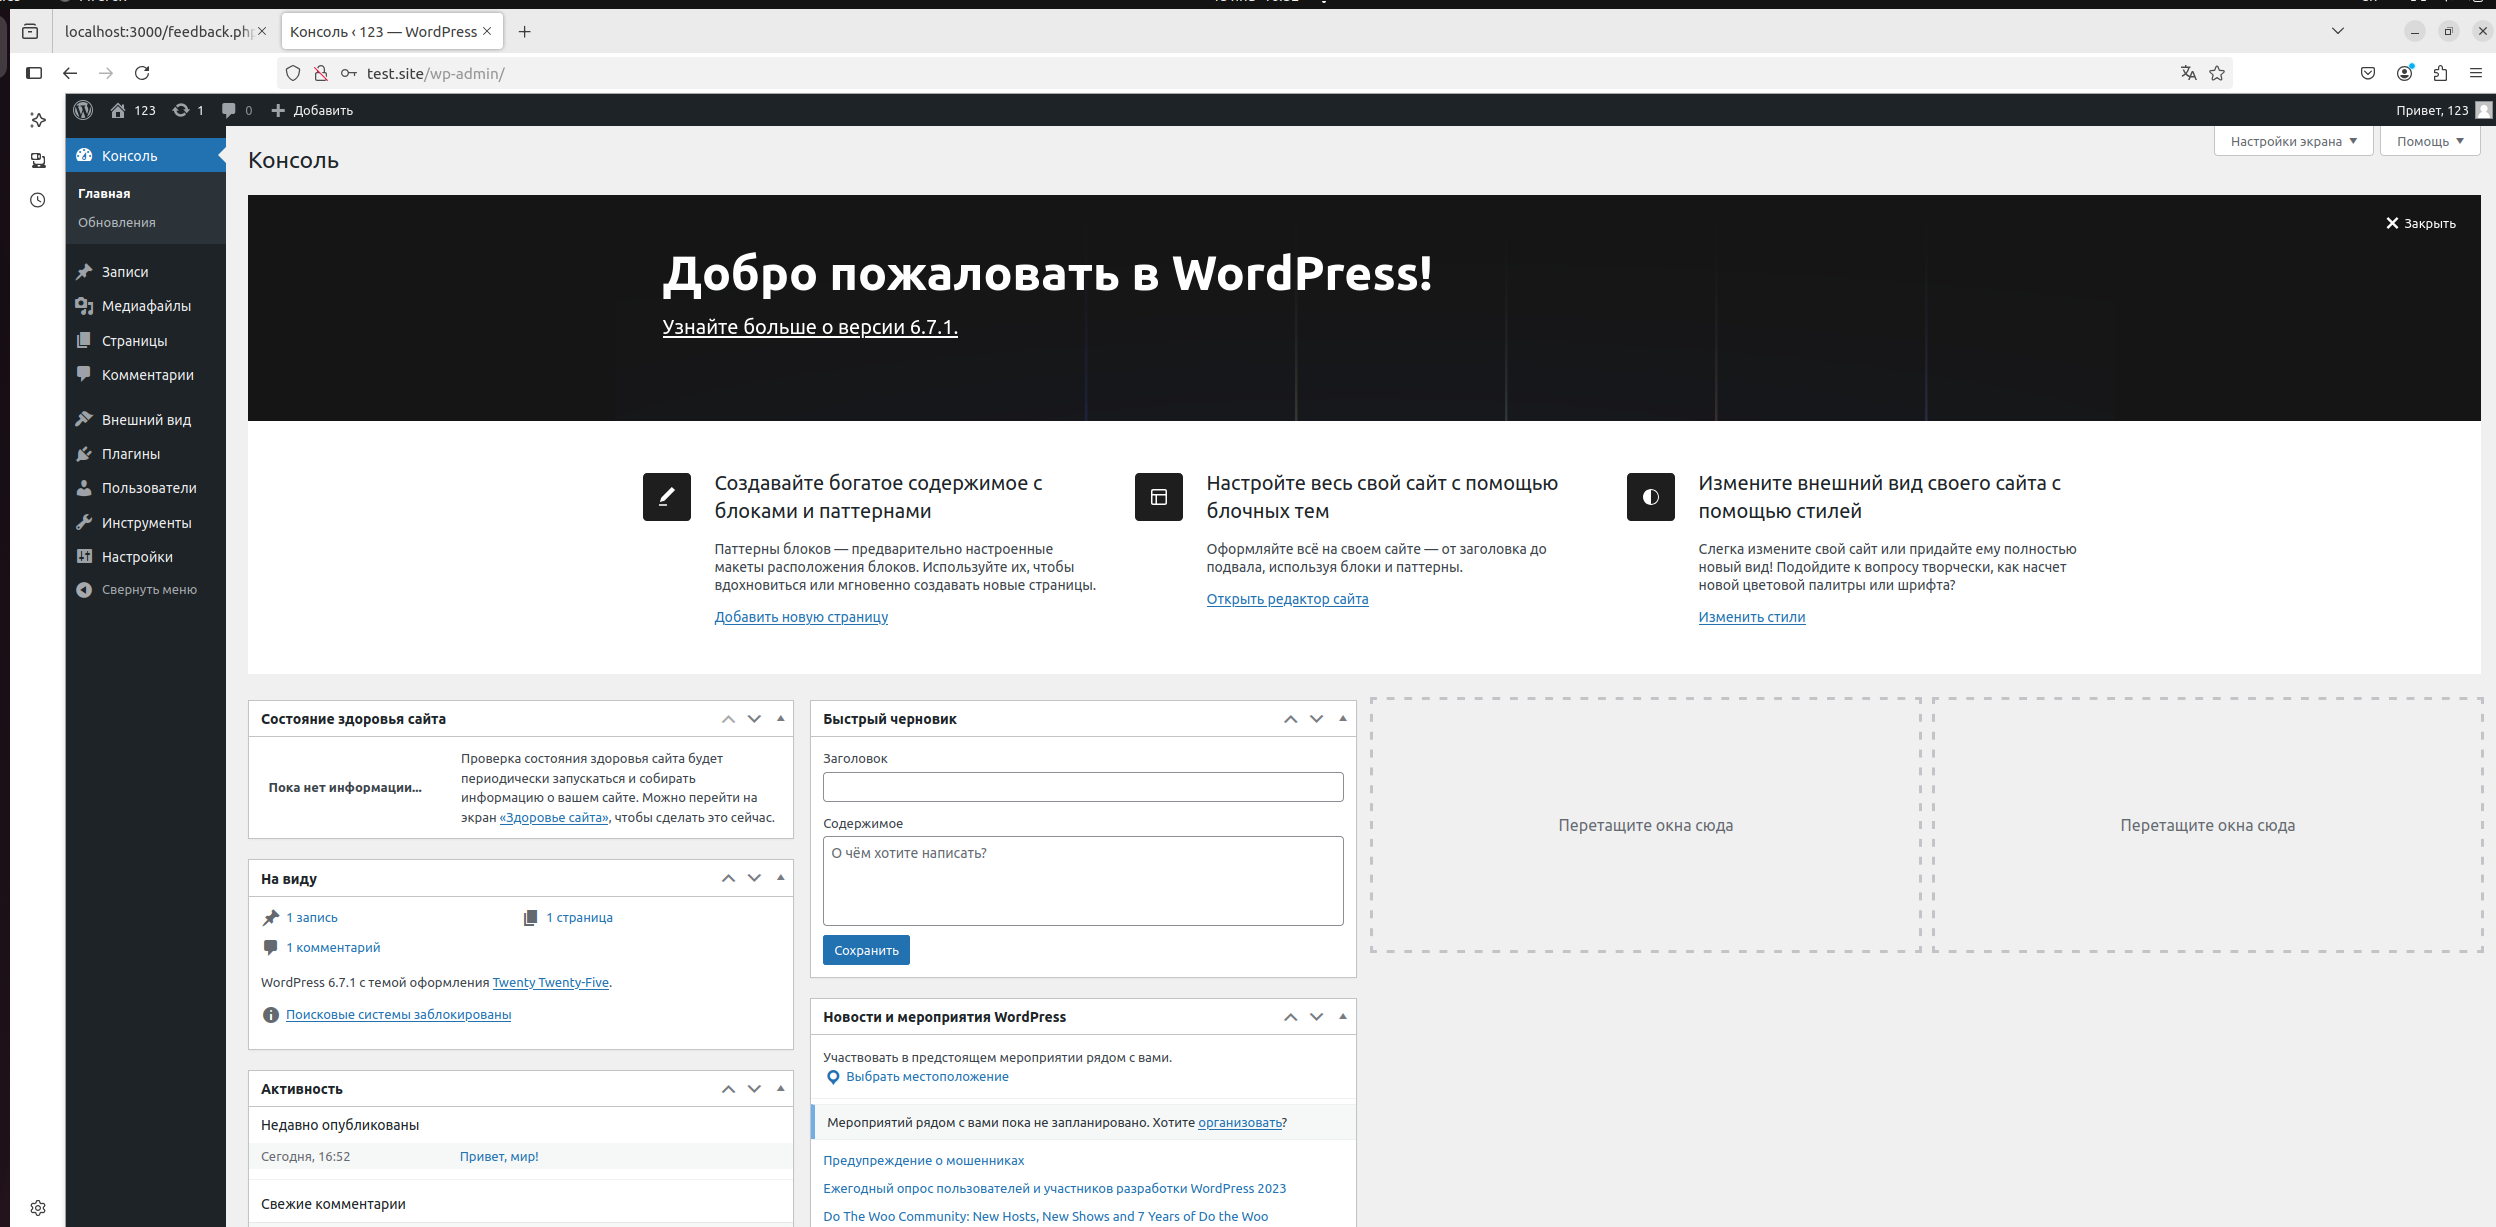 localhost:3000/feedback.php
Консоль ‹ 123 — WordPress
test.site/wp-admin/
123
1
0
Добавить
Привет, 123
Консоль
Главная
Обновления
Записи
Медиафайлы
Страницы
Комментарии
Внешний вид
Плагины
Пользователи
Инструменты
Настройки
Свернуть меню
Консоль
Настройки экрана
Помощь
Закрыть
Добро пожаловать в WordPress!
Узнайте больше о версии 6.7.1.
Создавайте богатое содержимое с
блоками и паттернами
Паттерны блоков — предварительно настроенные
макеты расположения блоков. Используйте их, чтобы
вдохновиться или мгновенно создавать новые страницы.
Добавить новую страницу
Настройте весь свой сайт с помощью
блочных тем
Оформляйте всё на своем сайте — от заголовка до
подвала, используя блоки и паттерны.
Открыть редактор сайта
Измените внешний вид своего сайта с
помощью стилей
Слегка измените свой сайт или придайте ему полностью
новый вид! Подойдите к вопросу творчески, как насчет
новой цветовой палитры или шрифта?
Изменить стили
Состояние здоровья сайта
Пока нет информации...
Проверка состояния здоровья сайта будет
периодически запускаться и собирать
информацию о вашем сайте. Можно перейти на
экран «Здоровье сайта», чтобы сделать это сейчас.
На виду
1 запись
1 страница
1 комментарий
WordPress 6.7.1 с темой оформления Twenty Twenty-Five.
Поисковые системы заблокированы
Активность
Недавно опубликованы
Сегодня, 16:52
Привет, мир!
Свежие комментарии
Быстрый черновик
Заголовок
Содержимое
О чём хотите написать?
Сохранить
Новости и мероприятия WordPress
Участвовать в предстоящем мероприятии рядом с вами.
Выбрать местоположение
Мероприятий рядом с вами пока не запланировано. Хотите организовать?
Предупреждение о мошенниках
Ежегодный опрос пользователей и участников разработки WordPress 2023
Do The Woo Community: New Hosts, New Shows and 7 Years of Do the Woo
Перетащите окна сюда
Перетащите окна сюда